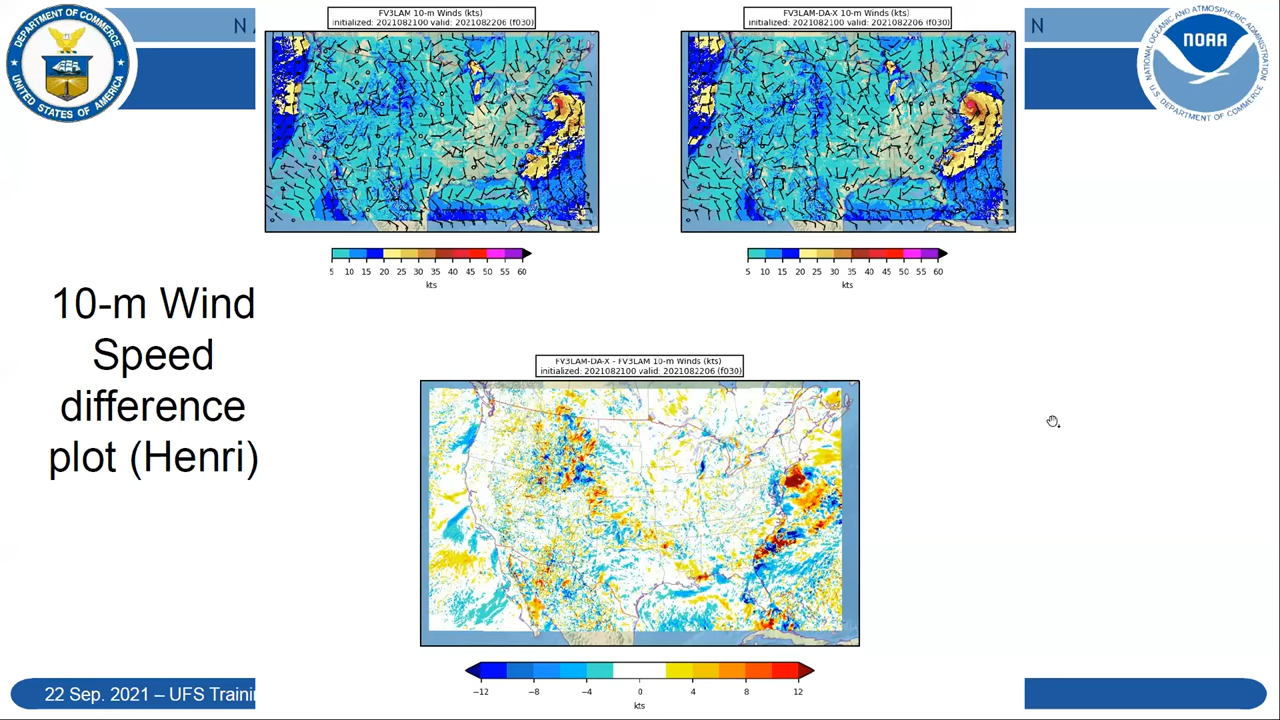 DEPARTMENT OF COMMERCE
UNITED STATES OF AMERICA
N
N
NATIONAL OCEANIC AND ATMOSPHERIC ADMINISTRATION
NOAA
U.S. DEPARTMENT OF COMMERCE
FV3LAM 10-m Winds (kts)
initialized: 2021082100 valid: 2021082206 (f030)
FV3LAM-DA-X 10-m Winds (kts)
initialized: 2021082100 valid: 2021082206 (f030)
5 10 15 20 25 30 35 40 45 50 55 60
kts
5 10 15 20 25 30 35 40 45 50 55 60
kts
10-m Wind
Speed
difference
plot (Henri)
FV3LAM-DA-X - FV3LAM 10-m Winds (kts)
initialized: 2021082100 valid: 2021082206 (f030)
−12 −8 −4 0 4 8 12
kts
22 Sep. 2021 – UFS Traini